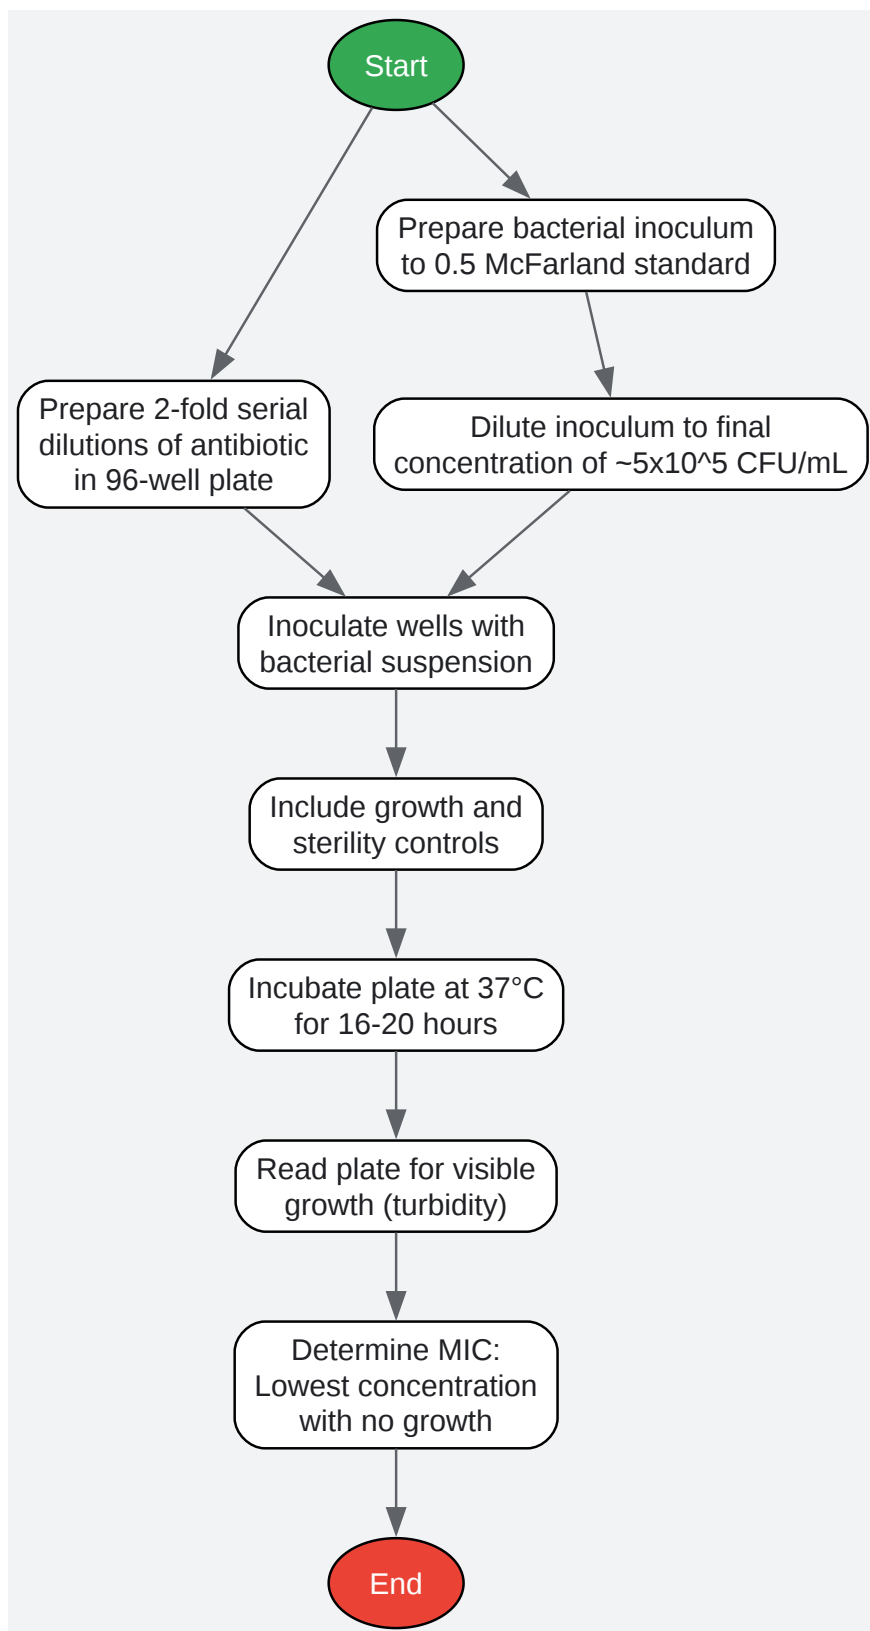 Start
Prepare bacterial inoculum
to 0.5 McFarland standard
Prepare 2-fold serial
dilutions of antibiotic
in 96-well plate
Dilute inoculum to final
concentration of ~5x10^5 CFU/mL
Inoculate wells with
bacterial suspension
Include growth and
sterility controls
Incubate plate at 37°C
for 16-20 hours
Read plate for visible
growth (turbidity)
Determine MIC:
Lowest concentration
with no growth
End